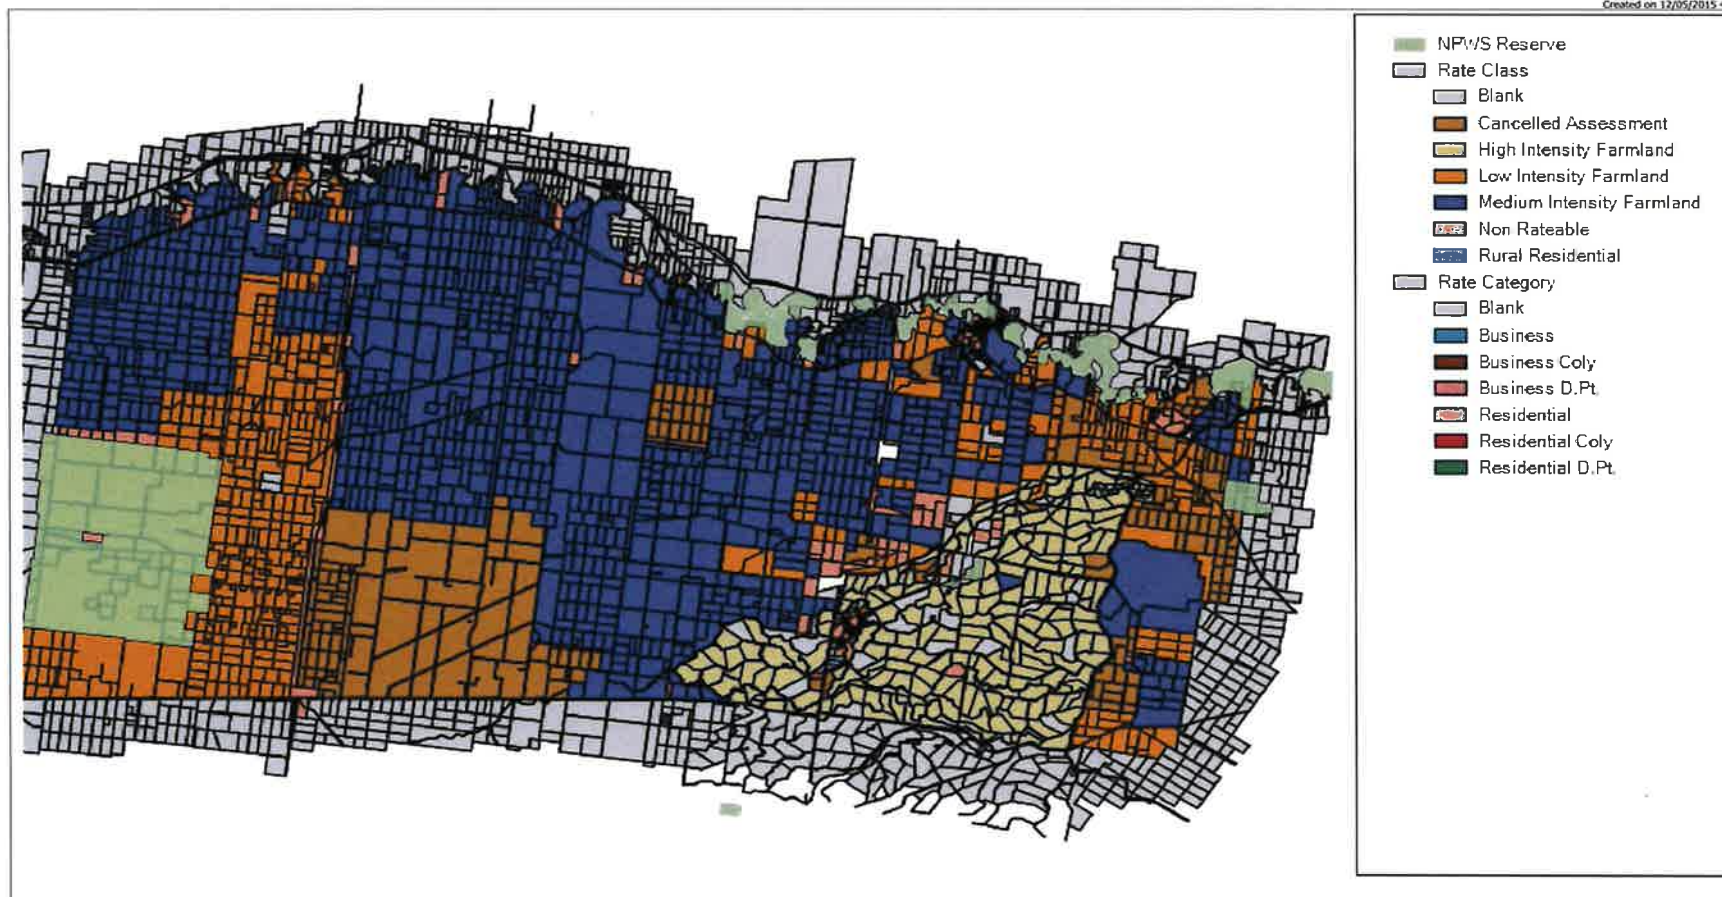 Created on 12/05/2015
NPWS Reserve
Rate Class
Blank
Cancelled Assessment
High Intensity Farmland
Low Intensity Farmland
Medium Intensity Farmland
Non Rateable
Rural Residential
Rate Category
Blank
Business
Business Coly
Business D.Pt.
Residential
Residential Coly
Residential D.Pt.